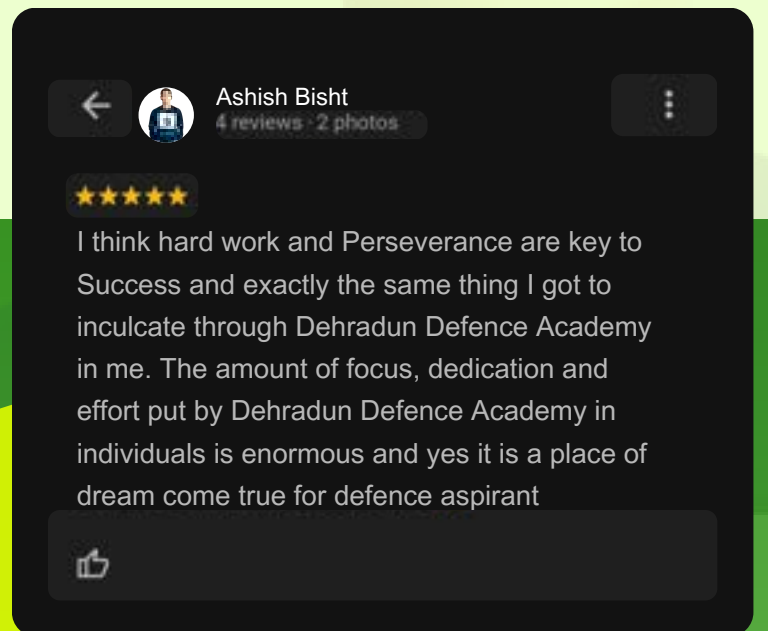 Ashish Bisht
4 reviews · 2 photos
I think hard work and Perseverance are key to
Success and exactly the same thing I got to
inculcate through Dehradun Defence Academy
in me. The amount of focus, dedication and
effort put by Dehradun Defence Academy in
individuals is enormous and yes it is a place of
dream come true for defence aspirant